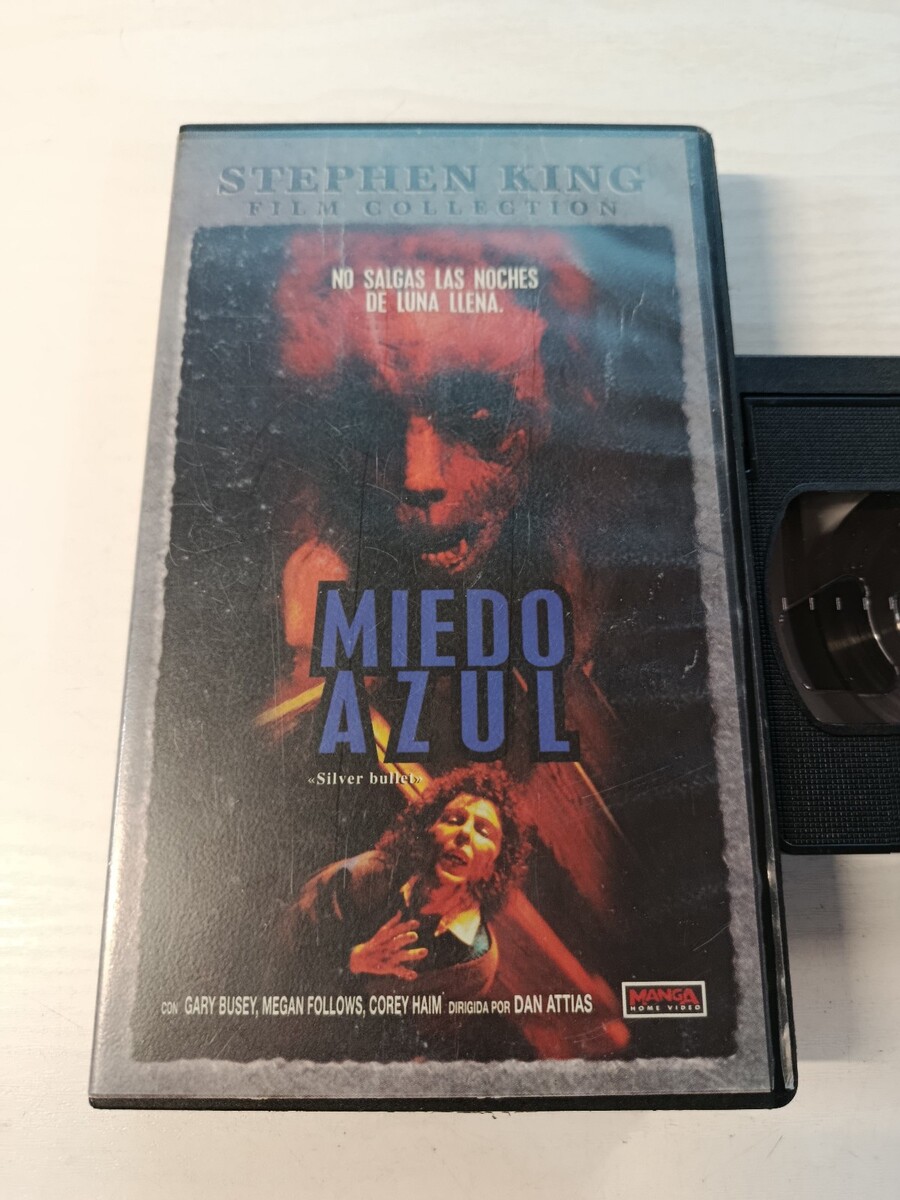 STEPHEN KING
FILM COLLECTION
NO SALGAS LAS NOCHES
DE LUNA LLENA.
MIEDO
AZUL
«Silver bullet»
CON GARY BUSEY, MEGAN FOLLOWS, COREY HAIM DIRIGIDA POR DAN ATTIAS
MANGA
HOME VIDEO